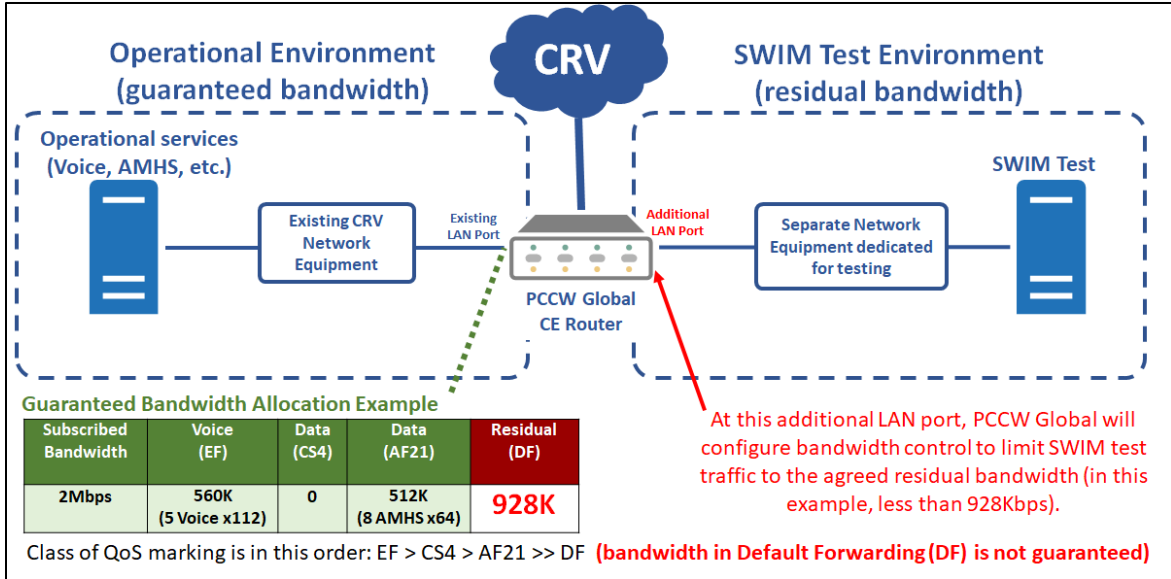 Operational Environment
(guaranteed bandwidth)
CRV
SWIM Test Environment
(residual bandwidth)
Operational services
(Voice, AMHS, etc.)
SWIM Test
Existing CRV
Network
Equipment
Existing
LAN Port
Additional
LAN Port
Separate Network
Equipment dedicated
for testing
PCCW Global
CE Router
Guaranteed Bandwidth Allocation Example
Subscribed Bandwidth	Voice (EF)	Data (CS4)	Data (AF21)	Residual (DF)
2Mbps	560K (5 Voice x112)	0	512K (8 AMHS x64)	928K
At this additional LAN port, PCCW Global will
configure bandwidth control to limit SWIM test
traffic to the agreed residual bandwidth (in this
example, less than 928Kbps).
Class of QoS marking is in this order: EF > CS4 > AF21 >> DF (bandwidth in Default Forwarding (DF) is not guaranteed)